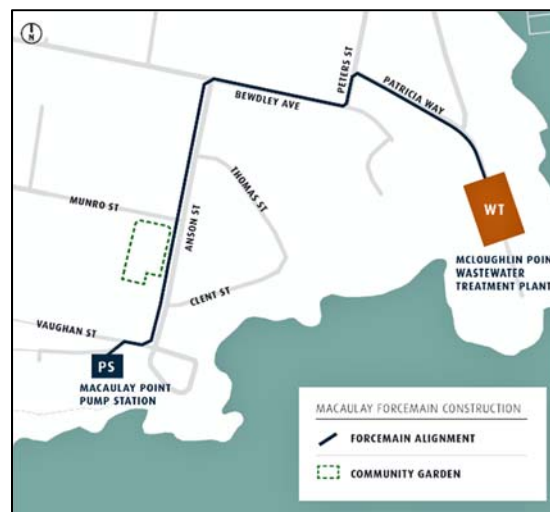 N
BEWDLEY AVE
PETERS ST
PATRICIA WAY
MUNRO ST
ANSON ST
THOMAS ST
CLENT ST
VAUGHAN ST
PS
MACAULAY POINT
PUMP STATION
WT
MCLOUGHLIN POIN
WASTEWATER
TREATMENT PLANT
MACAULAY FORCEMAIN CONSTRUCTION
FORCEMAIN ALIGNMENT
COMMUNITY GARDEN